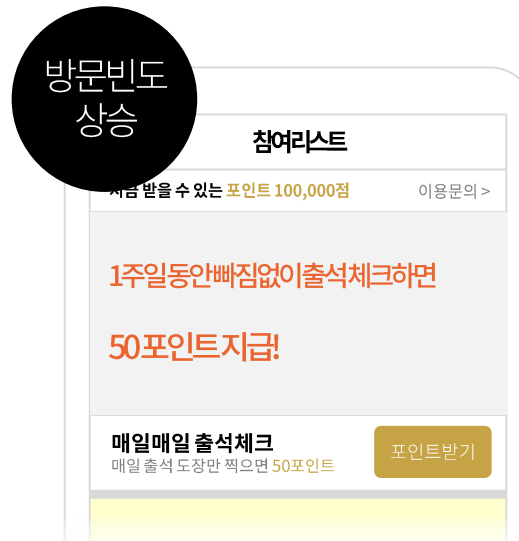 방문빈도
상승
참여리스트
지금 받을 수 있는 포인트 100,000점
이용문의 >
1주일동안빠짐없이출석체크하면
50포인트지급!
매일매일 출석체크
매일 출석 도장만 찍으면 50포인트
포인트받기